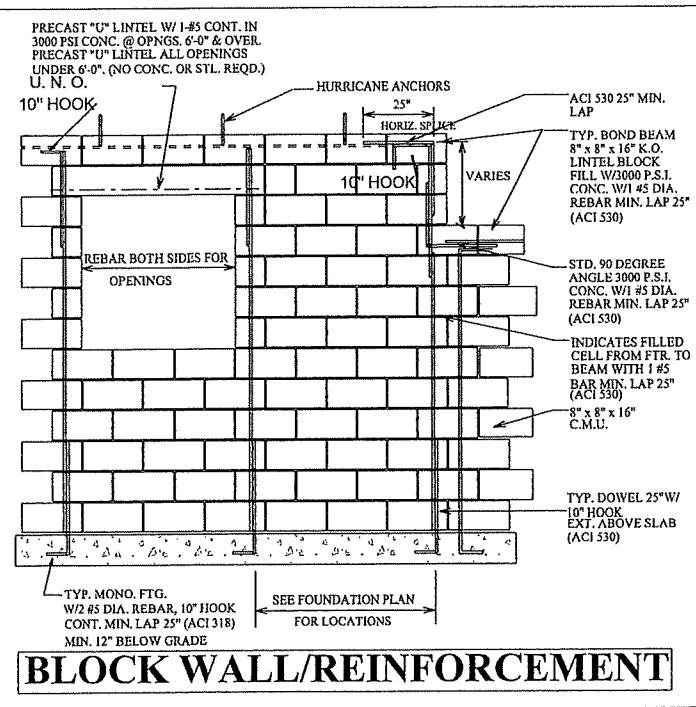 PRECAST "U" LINTEL W/ 1-#5 CONT. IN
3000 PSI CONC. @ OPNGS. 6'-0" & OVER.
PRECAST "U" LINTEL ALL OPENINGS
UNDER 6'-0". (NO CONC. OR STL. REQD.)
U. N. O.
10" HOOK
HURRICANE ANCHORS
25"
HORIZ. SPLICE
10" HOOK
VARIES
ACI 530 25" MIN.
LAP
TYP. BOND BEAM
8" x 8" x 16" K.O.
LINTEL BLOCK
FILL W/3000 P.S.I.
CONC. W/1 #5 DIA.
REBAR MIN. LAP 25"
(ACI 530)
REBAR BOTH SIDES FOR
OPENINGS
STD. 90 DEGREE
ANGLE 3000 P.S.I.
CONC. W/1 #5 DIA.
REBAR MIN. LAP 25"
(ACI 530)
INDICATES FILLED
CELL FROM FTR. TO
BEAM WITH 1 #5
BAR MIN. LAP 25"
(ACI 530)
8" x 8" x 16"
C.M.U.
TYP. DOWEL 25"W/
10" HOOK
EXT. ABOVE SLAB
(ACI 530)
TYP. MONO. FTG.
W/2 #5 DIA. REBAR, 10" HOOK
CONT. MIN. LAP 25" (ACI 318)
MIN. 12" BELOW GRADE
SEE FOUNDATION PLAN
FOR LOCATIONS
BLOCK WALL/REINFORCEMENT